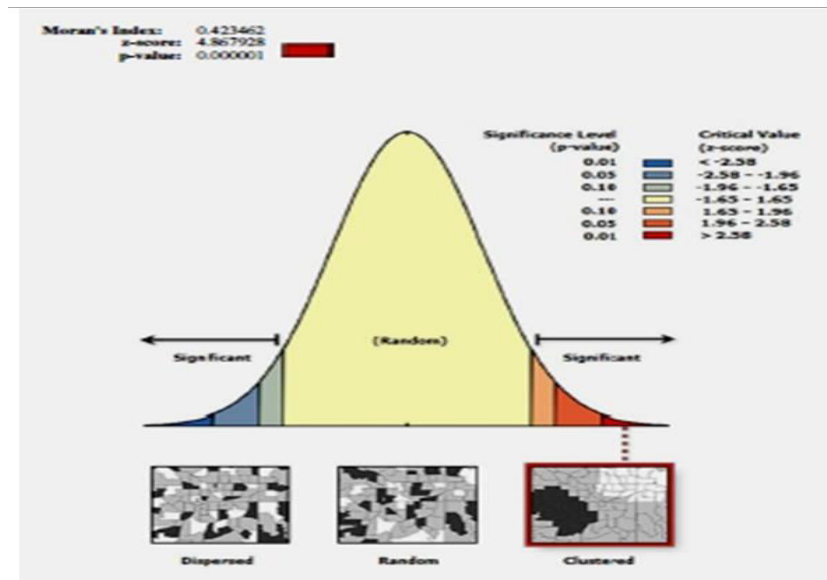 Moran's Index: 0.423462
z-score: 4.867928
p-value: 0.000001
Significance Level Critical Value
(p-value) (z-score)
0.01 < -2.58
0.05 -2.58 - -1.96
0.10 -1.96 - -1.65
--- -1.65 - 1.65
0.10 1.65 - 1.96
0.05 1.96 - 2.58
0.01 > 2.58
(Random)
Significant Significant
Dispersed Random Clustered